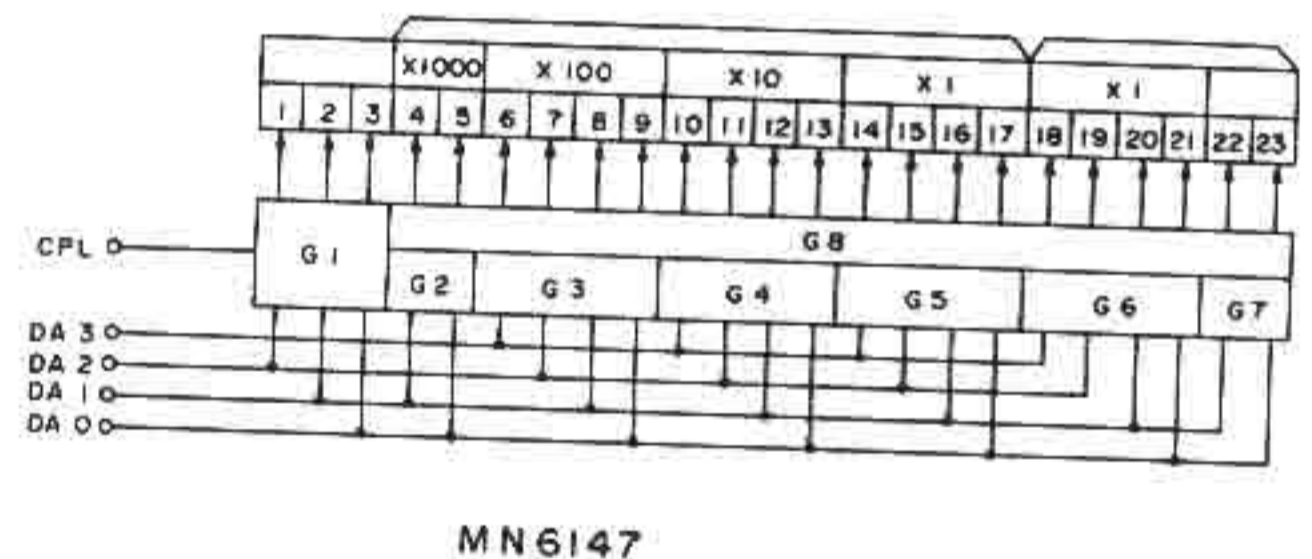 X1000 X 100 X 10 X 1 X 1
1 2 3 4 5 6 7 8 9 10 11 12 13 14 15 16 17 18 19 20 21 22 23
G 8
CPL G 1
G 2 G 3 G 4 G 5 G 6 G 7
DA 3
DA 2
DA 1
DA 0
MN6147